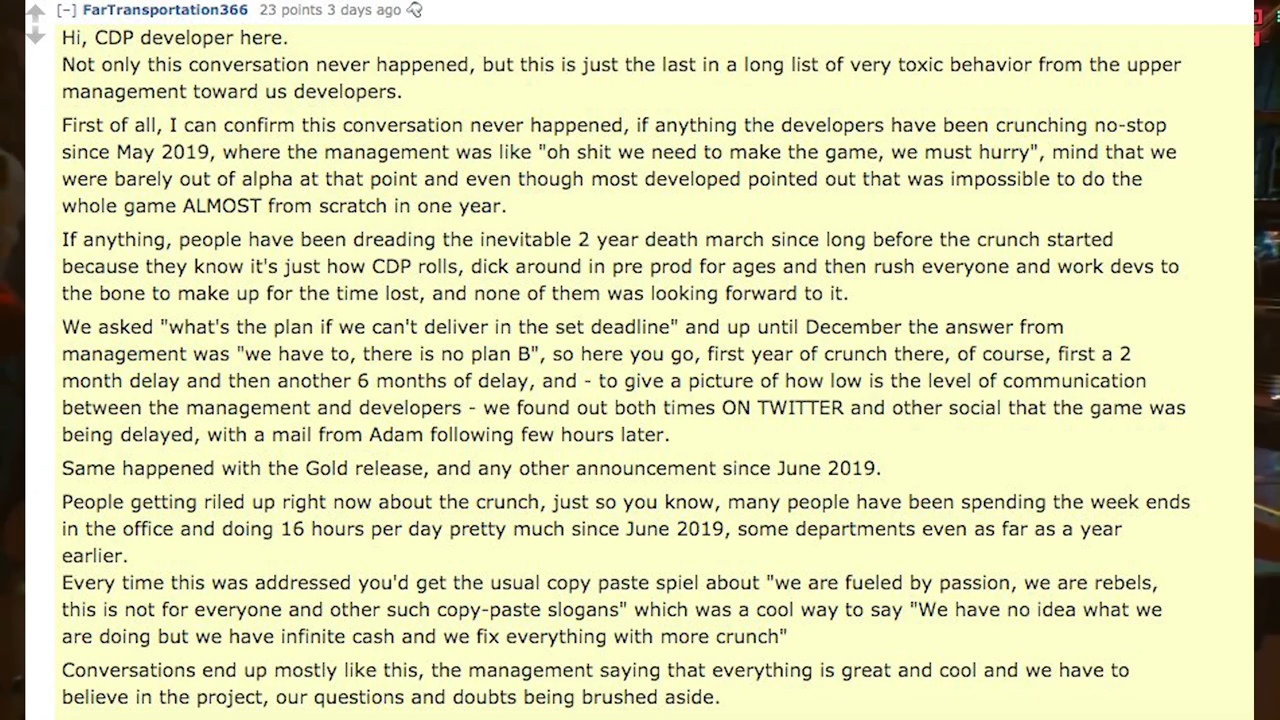 [-] FarTransportation366 23 points 3 days ago
Hi, CDP developer here.
Not only this conversation never happened, but this is just the last in a long list of very toxic behavior from the upper
management toward us developers.
First of all, I can confirm this conversation never happened, if anything the developers have been crunching no-stop
since May 2019, where the management was like "oh shit we need to make the game, we must hurry", mind that we
were barely out of alpha at that point and even though most developed pointed out that was impossible to do the
whole game ALMOST from scratch in one year.
If anything, people have been dreading the inevitable 2 year death march since long before the crunch started
because they know it's just how CDP rolls, dick around in pre prod for ages and then rush everyone and work devs to
the bone to make up for the time lost, and none of them was looking forward to it.
We asked "what's the plan if we can't deliver in the set deadline" and up until December the answer from
management was "we have to, there is no plan B", so here you go, first year of crunch there, of course, first a 2
month delay and then another 6 months of delay, and - to give a picture of how low is the level of communication
between the management and developers - we found out both times ON TWITTER and other social that the game was
being delayed, with a mail from Adam following few hours later.
Same happened with the Gold release, and any other announcement since June 2019.
People getting riled up right now about the crunch, just so you know, many people have been spending the week ends
in the office and doing 16 hours per day pretty much since June 2019, some departments even as far as a year
earlier.
Every time this was addressed you'd get the usual copy paste spiel about "we are fueled by passion, we are rebels,
this is not for everyone and other such copy-paste slogans" which was a cool way to say "We have no idea what we
are doing but we have infinite cash and we fix everything with more crunch"
Conversations end up mostly like this, the management saying that everything is great and cool and we have to
believe in the project, our questions and doubts being brushed aside.